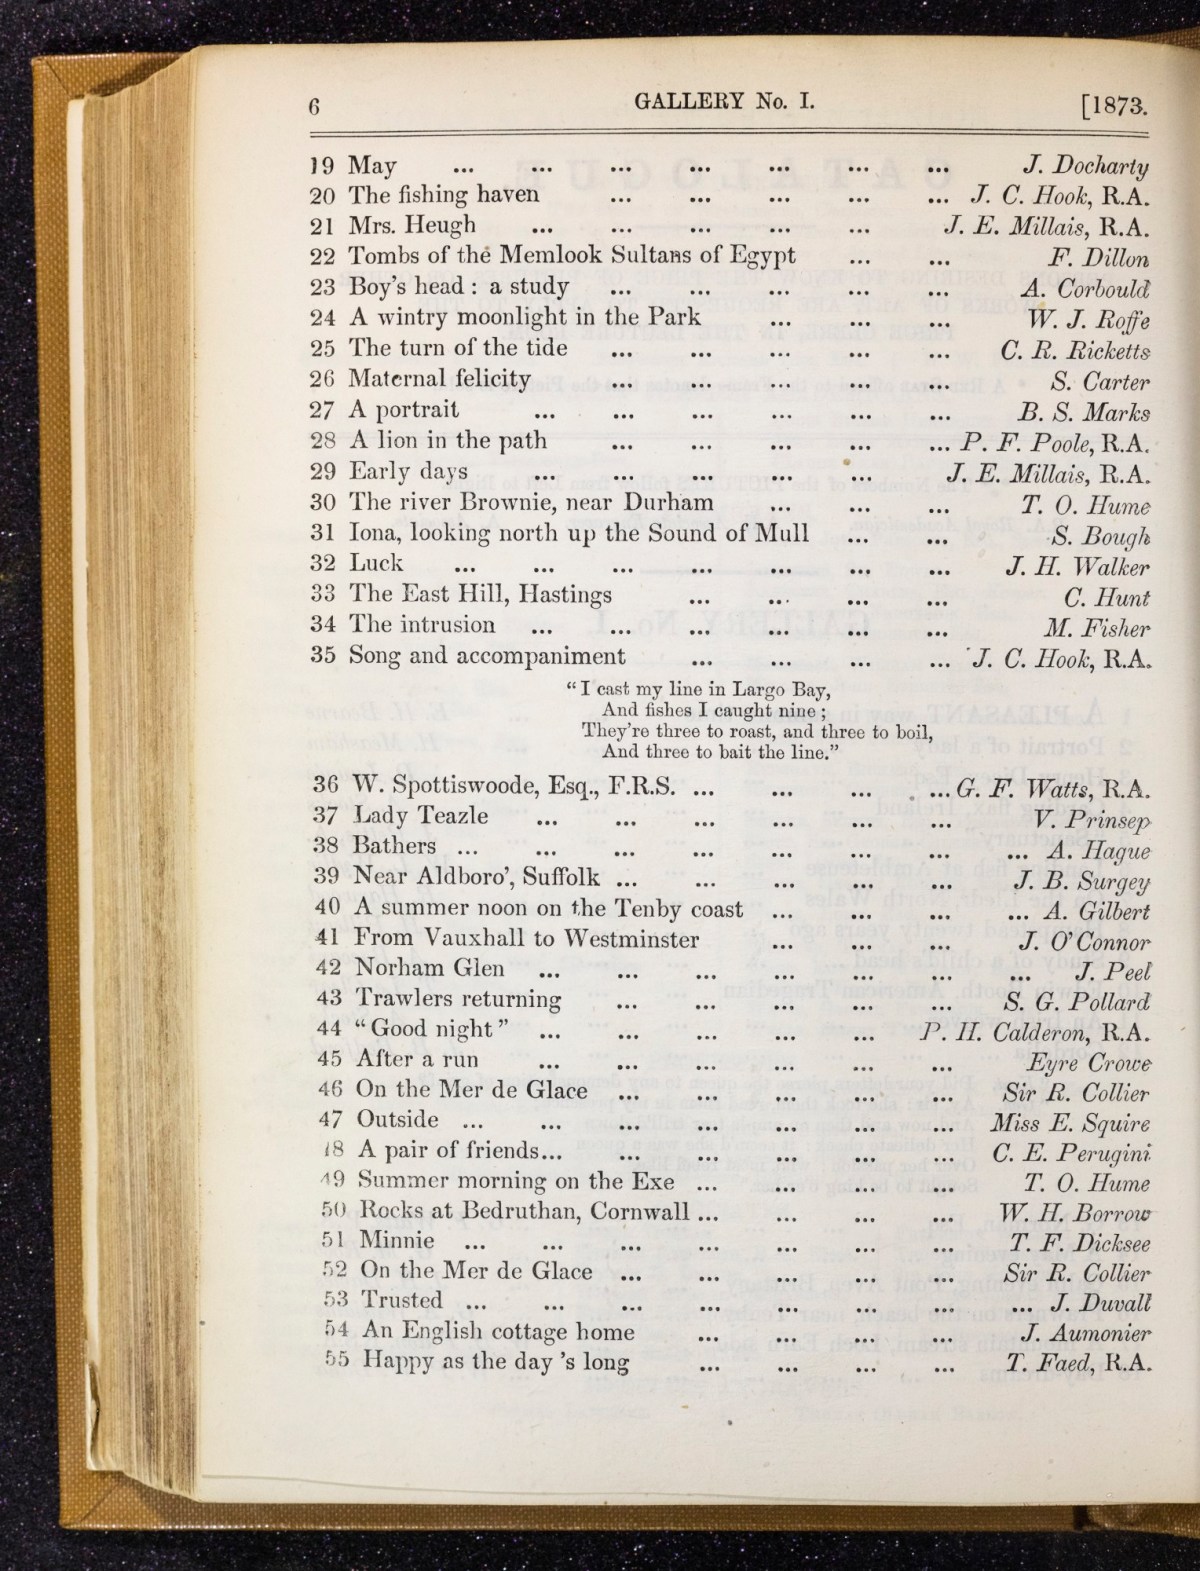 6 GALLERY No. I. [1873.
19 May ... ... ... ... ... ... ... J. Docharty
20 The fishing haven ... ... ... ... ... J. C. Hook, R.A.
21 Mrs. Heugh ... ... ... ... ... J. E. Millais, R.A.
22 Tombs of the Memlook Sultans of Egypt ... ... F. Dillon
23 Boy's head : a study ... ... ... ... ... A. Corbould
24 A wintry moonlight in the Park ... ... ... W. J. Roffe
25 The turn of the tide ... ... ... ... ... C. R. Ricketts
26 Maternal felicity ... ... ... ... ... S. Carter
27 A portrait ... ... ... ... ... ... B. S. Marks
28 A lion in the path ... ... ... ... ... P. F. Poole, R.A.
29 Early days ... ... ... ... ... J. E. Millais, R.A.
30 The river Brownie, near Durham ... ... ... T. O. Hume
31 Iona, looking north up the Sound of Mull ... ... S. Bough
32 Luck ... ... ... ... ... ... ... J. H. Walker
33 The East Hill, Hastings ... ... ... ... C. Hunt
34 The intrusion ... ... ... ... ... ... M. Fisher
35 Song and accompaniment ... ... ... ... J. C. Hook, R.A.
"I cast my line in Largo Bay,
And fishes I caught nine ;
They're three to roast, and three to boil,
And three to bait the line."
36 W. Spottiswoode, Esq., F.R.S. ... ... ... ... G. F. Watts, R.A.
37 Lady Teazle ... ... ... ... ... ... V. Prinsep
38 Bathers ... ... ... ... ... ... ... ... A. Hague
39 Near Aldboro', Suffolk ... ... ... ... ... J. B. Surgey
40 A summer noon on the Tenby coast ... ... ... ... A. Gilbert
41 From Vauxhall to Westminster ... ... ... J. O'Connor
42 Norham Glen ... ... ... ... ... ... ... J. Peel
43 Trawlers returning ... ... ... ... ... S. G. Pollard
44 "Good night" ... ... ... ... ... P. H. Calderon, R.A.
45 After a run ... ... ... ... ... ... Eyre Crowe
46 On the Mer de Glace ... ... ... ... ... Sir R. Collier
47 Outside ... ... ... ... ... ... ... Miss E. Squire
48 A pair of friends... ... ... ... ... ... C. E. Perugini
49 Summer morning on the Exe ... ... ... ... T. O. Hume
50 Rocks at Bedruthan, Cornwall ... ... ... ... W. H. Borrow
51 Minnie ... ... ... ... ... ... ... T. F. Dicksee
52 On the Mer de Glace ... ... ... ... ... Sir R. Collier
53 Trusted ... ... ... ... ... ... ... ... J. Duvall
54 An English cottage home ... ... ... ... J. Aumonier
55 Happy as the day 's long ... ... ... ... T. Faed, R.A.